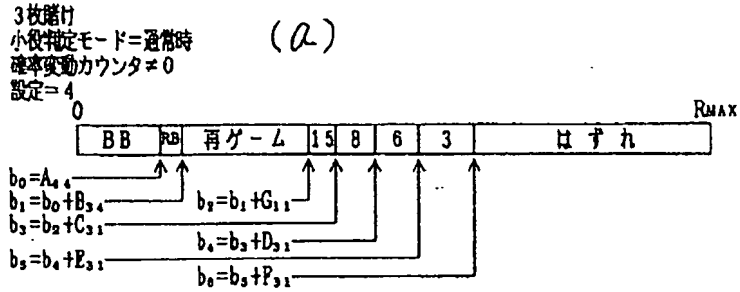 3枚賭け
小役判定モード=通常時
確率変動カウンタ≠0
設定=4
(a)
0 RMAX
BB RB 再ゲーム 15 8 6 3 はずれ
b₀=A₄₄
b₁=b₀+B₃₄ b₂=b₁+G₁₁
b₃=b₂+C₃₁
b₄=b₃+D₃₁
b₅=b₄+E₃₁
b₆=b₅+F₃₁